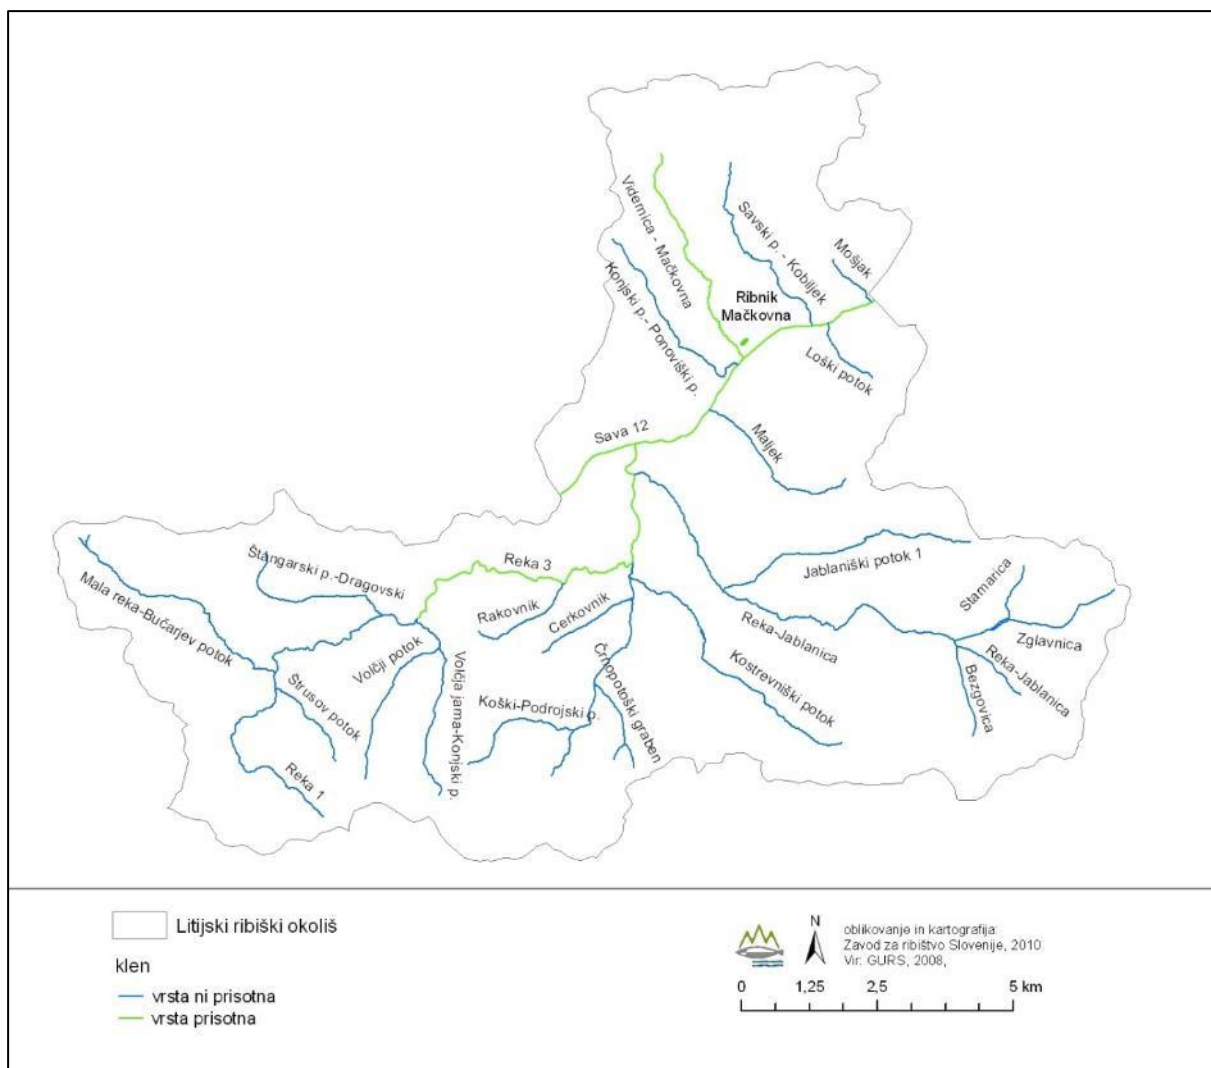 Vidernica - Mačkovna
Savski p. - Kobiljek
Mošjak
Konjski p.- Ponoviški p.
Ribnik
Mačkovna
Loški potok
Sava 12
Maljek
Štangarski p.-Dragovski
Reka 3
Jablaniški potok 1
Stamarica
Mala reka-Bučarjev potok
Rakovnik
Cerkovnik
Reka-Jablanica
Zglavnica
Volčji potok
Kostrevniški potok
Reka-Jablanica
Bezgovica
Štrusov potok
Volčja jama-Konjski p.
Koški-Podrojski p.
Črnopotoški graben
Reka 1
Litijski ribiški okoliš
klen
vrsta ni prisotna
vrsta prisotna
N
oblikovanje in kartografija:
Zavod za ribištvo Slovenije, 2010
Vir: GURS, 2008,
0 1,25 2,5 5 km